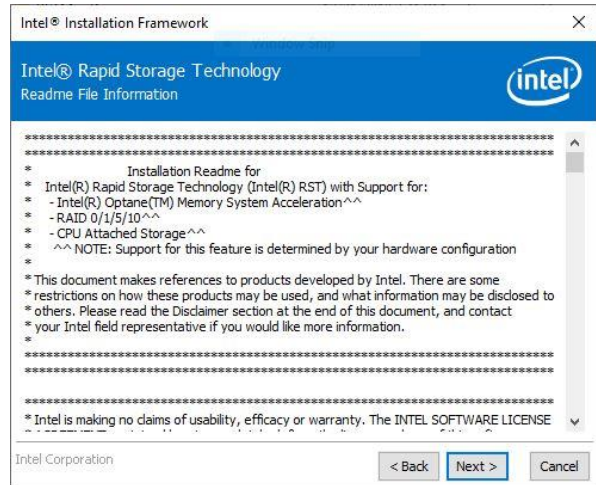 Intel® Installation Framework
Window Snip
Intel® Rapid Storage Technology
Readme File Information
intel
******************************************************************************
******************************************************************************
* Installation Readme for
* Intel(R) Rapid Storage Technology (Intel(R) RST) with Support for:
* - Intel(R) Optane(TM) Memory System Acceleration^^
* - RAID 0/1/5/10^^
* - CPU Attached Storage^^
* ^^ NOTE: Support for this feature is determined by your hardware configuration
*
* This document makes references to products developed by Intel. There are some
* restrictions on how these products may be used, and what information may be disclosed to
* others. Please read the Disclaimer section at the end of this document, and contact
* your Intel field representative if you would like more information.
*
******************************************************************************
******************************************************************************
******************************************************************************
* Intel is making no claims of usability, efficacy or warranty. The INTEL SOFTWARE LICENSE
Intel Corporation
< Back
Next >
Cancel